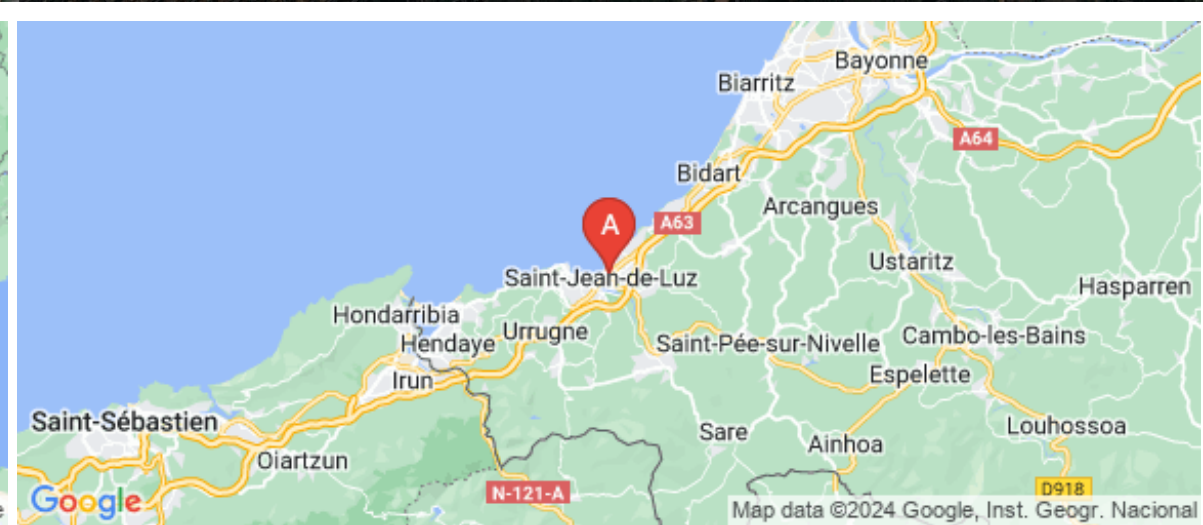 Bayonne
Biarritz
A64
Bidart
Arcangues
A
A63
Ustaritz
Saint-Jean-de-Luz
Hasparren
Hondarribia
Urrugne
Hendaye
Saint-Pée-sur-Nivelle
Cambo-les-Bains
Irun
Espelette
Saint-Sébastien
Sare
Louhossoa
Ainhoa
Oiartzun
N-121-A
D918
Google
Map data ©2024 Google, Inst. Geogr. Nacional